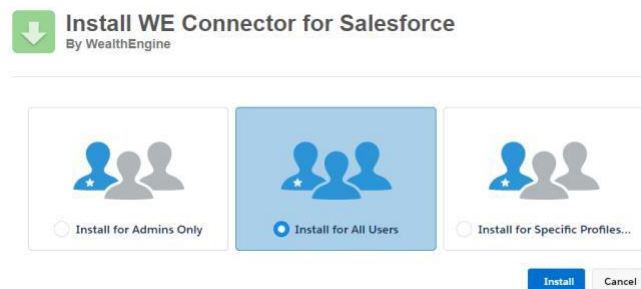 Install WE Connector for Salesforce
By WealthEngine
Install for Admins Only
Install for All Users
Install for Specific Profiles...
Install
Cancel